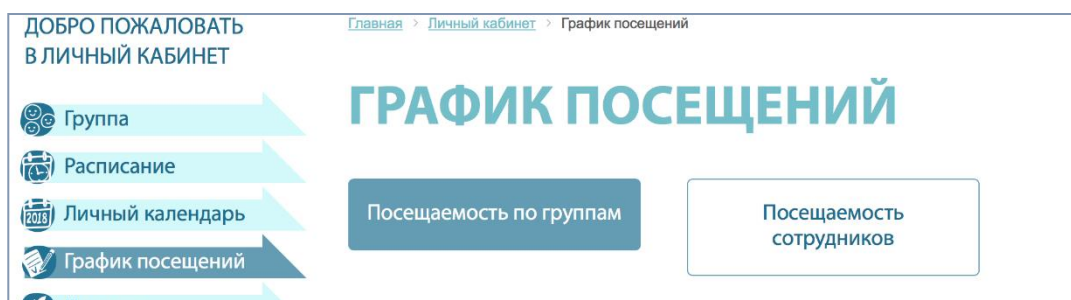 ДОБРО ПОЖАЛОВАТЬ
В ЛИЧНЫЙ КАБИНЕТ
Группа
Расписание
2018
Личный календарь
График посещений
Главная > Личный кабинет > График посещений
ГРАФИК ПОСЕЩЕНИЙ
Посещаемость по группам
Посещаемость
сотрудников